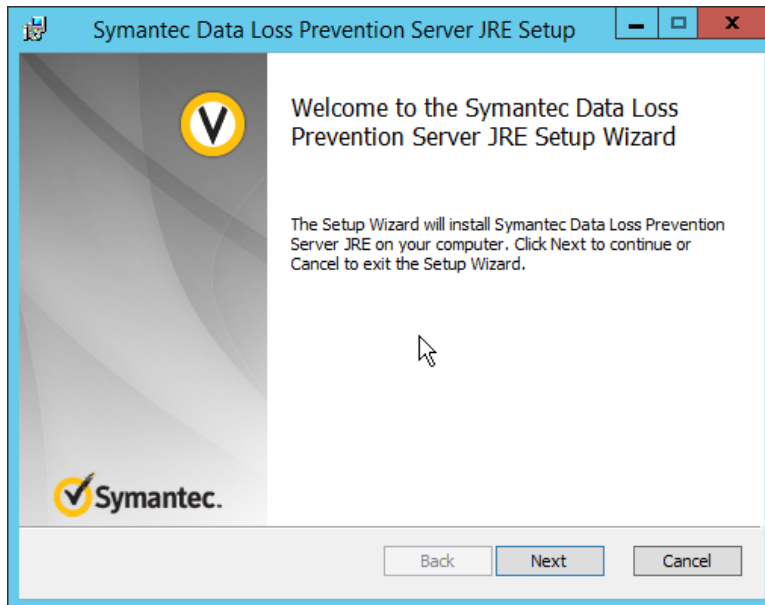 Symantec Data Loss Prevention Server JRE Setup
Welcome to the Symantec Data Loss
Prevention Server JRE Setup Wizard
The Setup Wizard will install Symantec Data Loss Prevention
Server JRE on your computer. Click Next to continue or
Cancel to exit the Setup Wizard.
Symantec.
Back Next Cancel